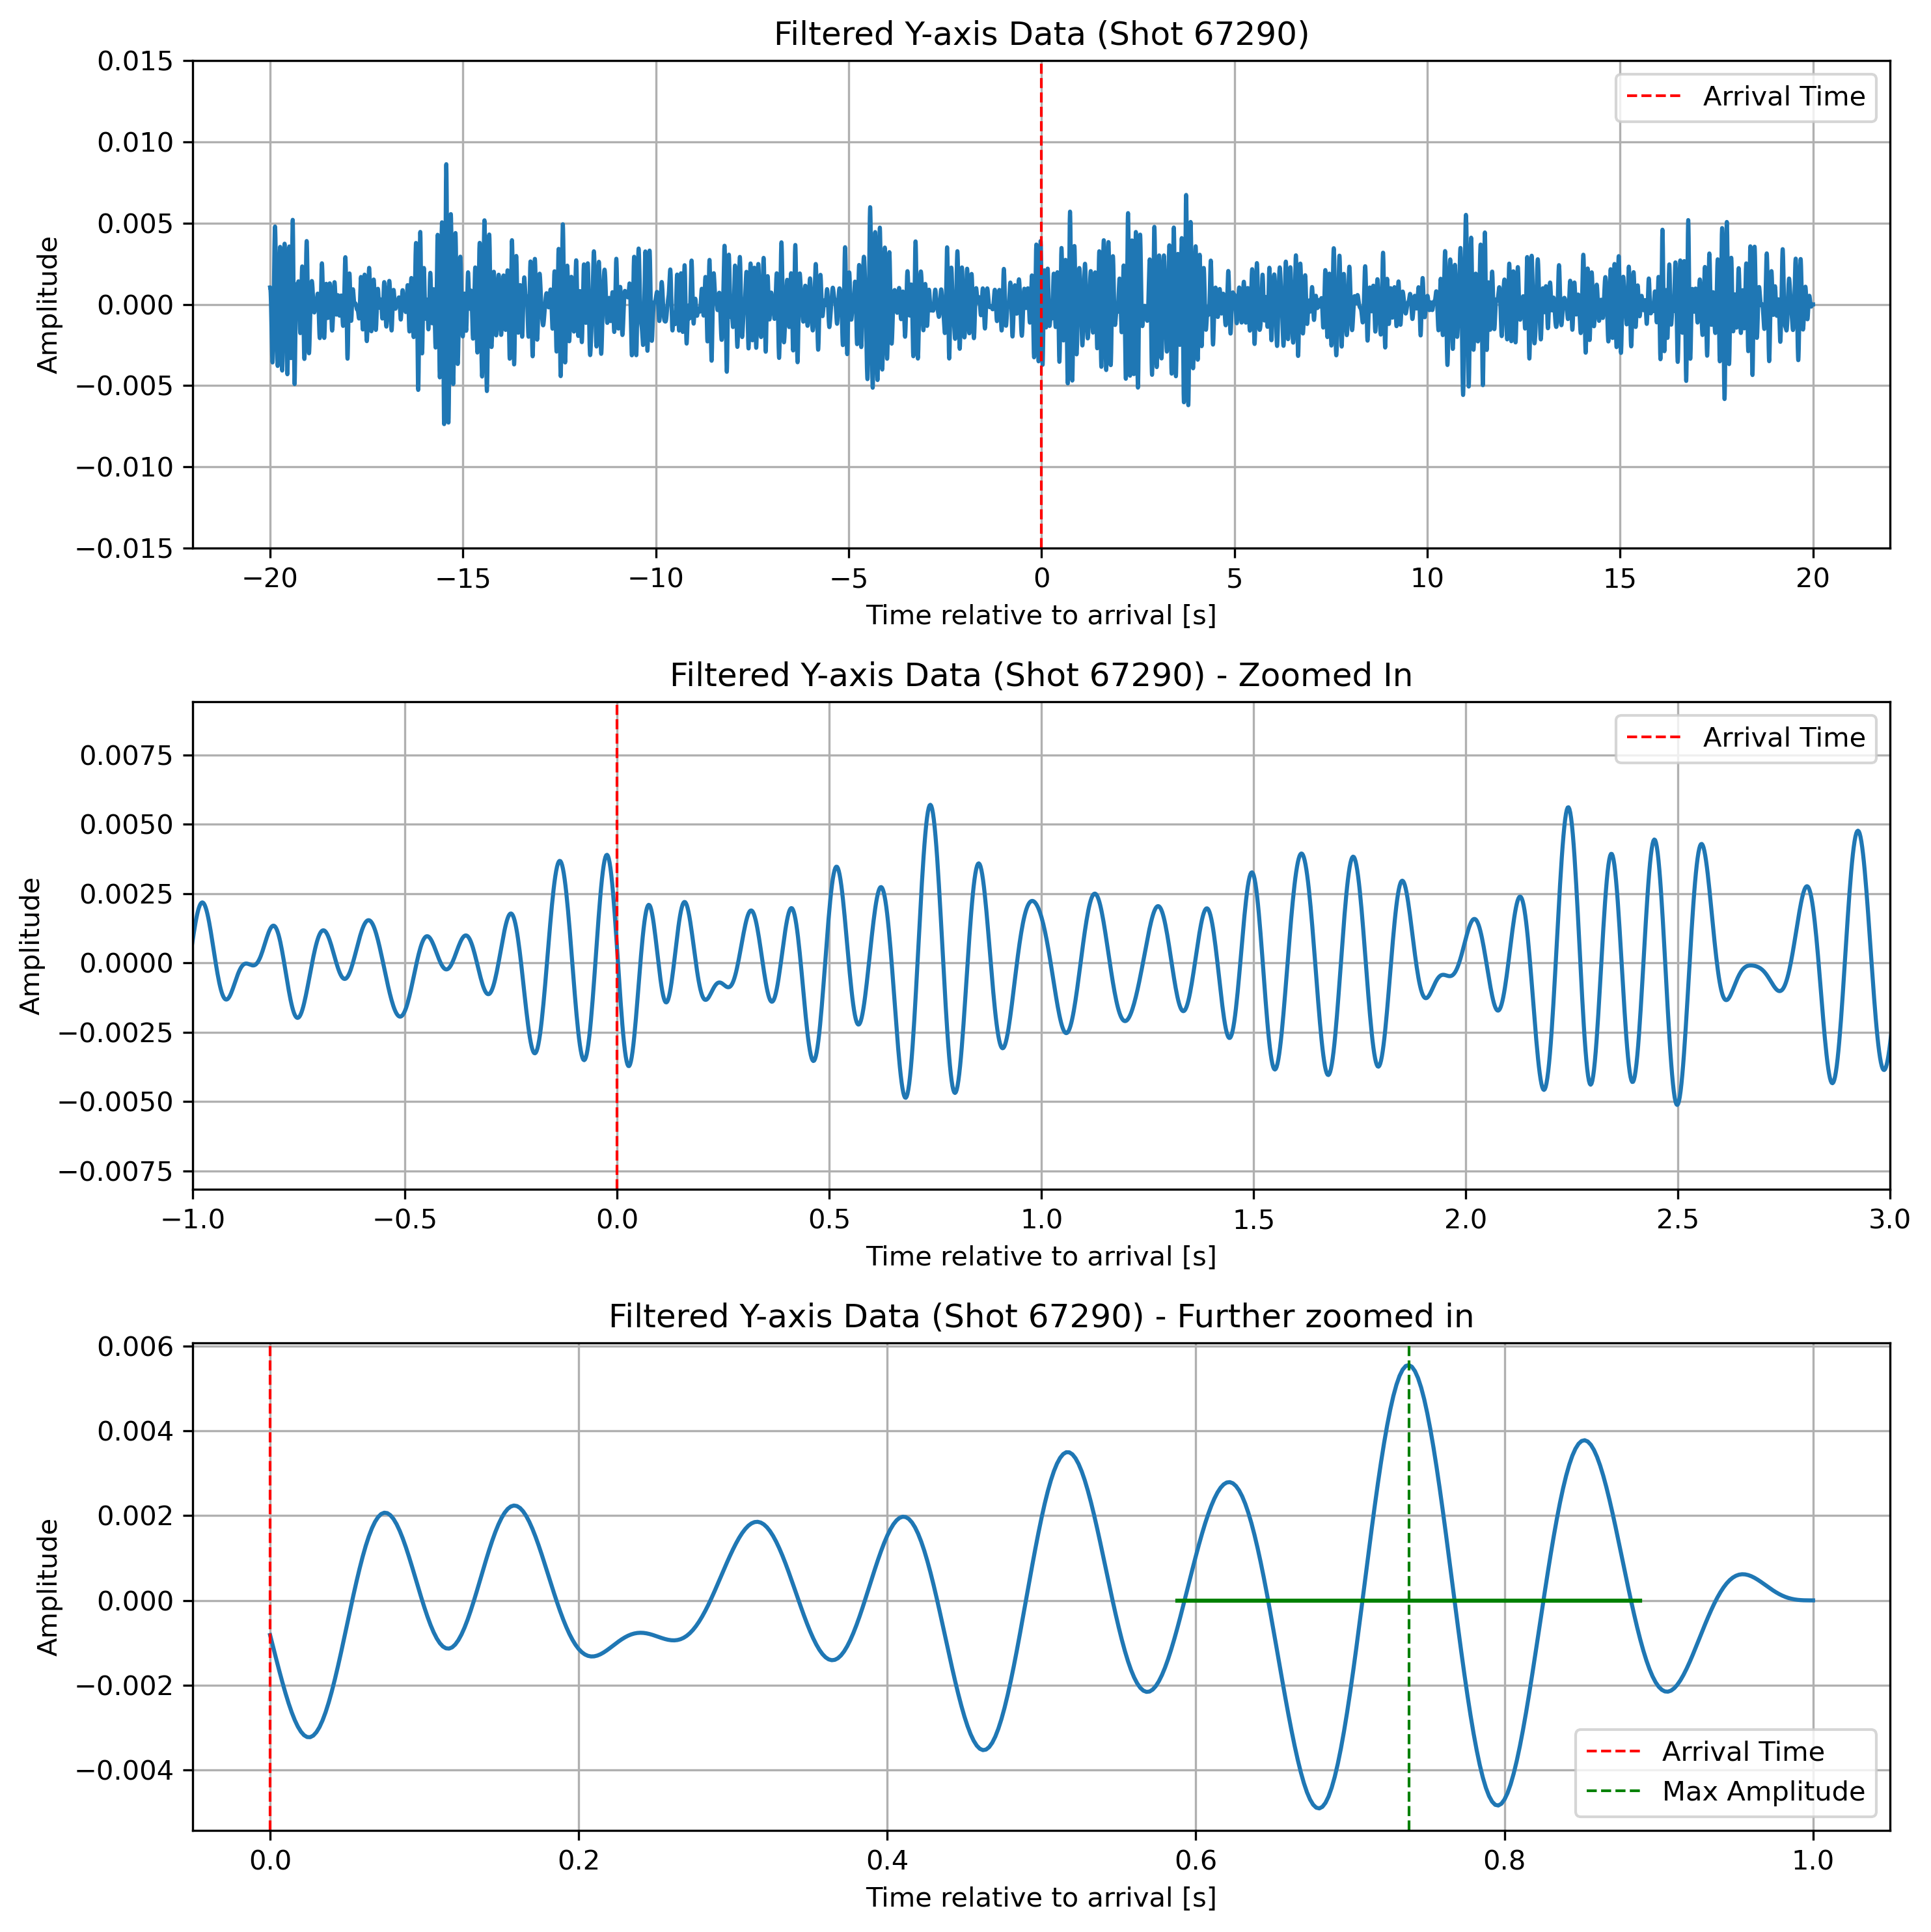 Filtered Y-axis Data (Shot 67290)
0.015
0.010
0.005
0.000
−0.005
−0.010
−0.015
Amplitude
Arrival Time
−20 −15 −10 −5 0 5 10 15 20
Time relative to arrival [s]
Filtered Y-axis Data (Shot 67290) - Zoomed In
0.0075
0.0050
0.0025
0.0000
−0.0025
−0.0050
−0.0075
Amplitude
Arrival Time
−1.0 −0.5 0.0 0.5 1.0 1.5 2.0 2.5 3.0
Time relative to arrival [s]
Filtered Y-axis Data (Shot 67290) - Further zoomed in
0.006
0.004
0.002
0.000
−0.002
−0.004
Amplitude
Arrival Time
Max Amplitude
0.0 0.2 0.4 0.6 0.8 1.0
Time relative to arrival [s]